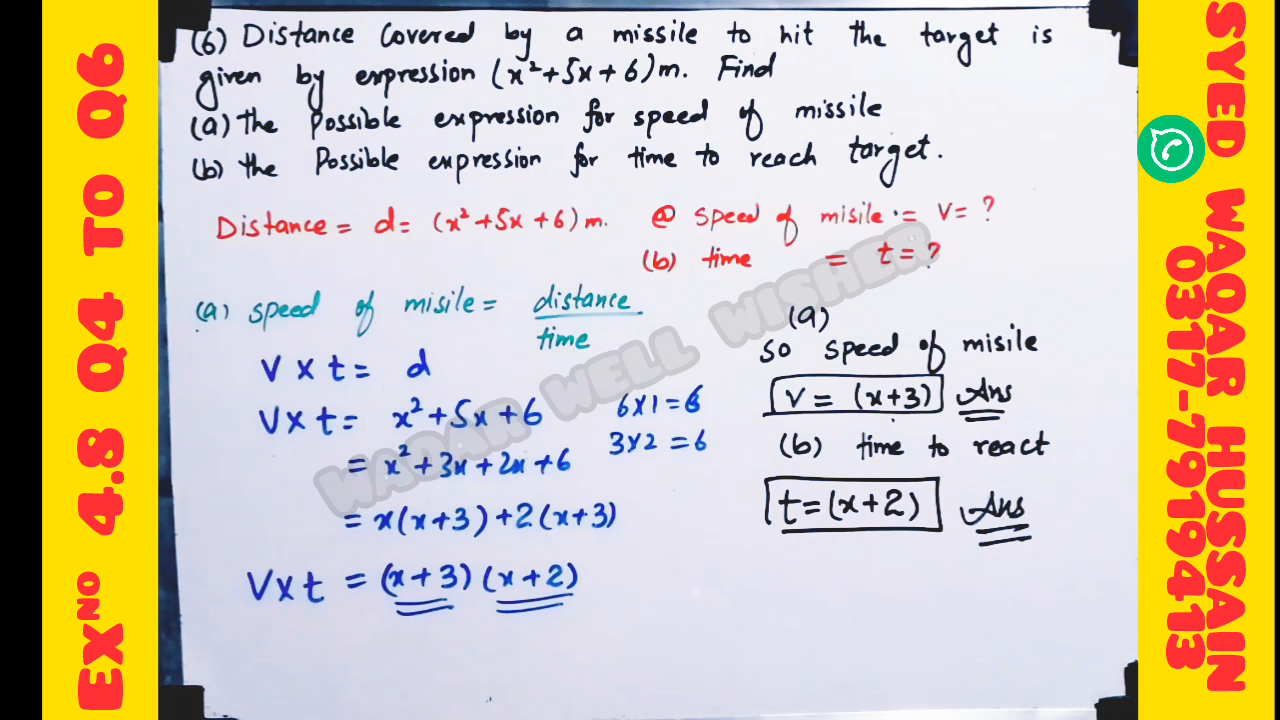 EXᴺᴼ 4.8 Q4 TO Q6
(6) Distance Covered by a missile to hit the target is
given by expression (x²+5x+6)m. Find
(a) the Possible expression for speed of missile
(b) the Possible expression for time to reach target.
Distance = d= (x²+5x+6)m. @ speed of misile = v= ?
(b) time = t = ?
(a) speed of misile = distance/time
V x t = d
V x t = x²+5x+6
6x1=6
= x²+3x+2x+6
3x2=6
= x(x+3)+2(x+3)
V x t = (x+3)(x+2)
(a)
so speed of misile
v = (x+3) Ans
(b) time to react
t=(x+2) Ans
WAQAR WELL WISHER
SYED WAQAR HUSSAIN
0317-7919413